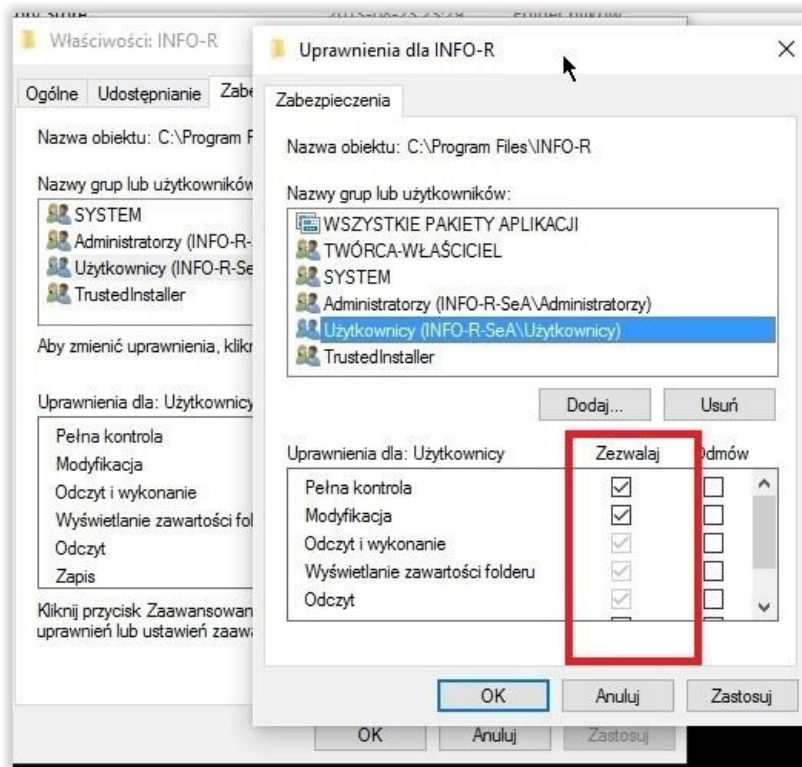 Właściwości: INFO-R
Ogólne Udostępnianie
Nazwa obiektu: C:\Program
Nazwy grup lub użytkowników
SYSTEM
Administratorzy (INFO-R-
Użytkownicy (INFO-R-Se
TrustedInstaller
Aby zmienić uprawnienia,
Uprawnienia dla: Użytkownicy
Pełna kontrola
Modyfikacja
Odczyt i wykonanie
Wyświetlanie zawartości
Odczyt
Zapis
Kliknij przycisk Zaawansowan
uprawnień lub ustawień
OK Anuluj Zastosuj
Uprawnienia dla INFO-R
Zabezpieczenia
Nazwa obiektu: C:\Program Files\INFO-R
Nazwy grup lub użytkowników:
WSZYSTKIE PAKIETY APLIKACJI
TWÓRCA-WŁAŚCICIEL
SYSTEM
Administratorzy (INFO-R-SeA\Administratorzy)
Użytkownicy (INFO-R-SeA\Użytkownicy)
TrustedInstaller
Dodaj... Usuń
Uprawnienia dla: Użytkownicy Zezwalaj Odmów
Pełna kontrola
Modyfikacja
Odczyt i wykonanie
Wyświetlanie zawartości folderu
Odczyt
OK Anuluj Zastosuj